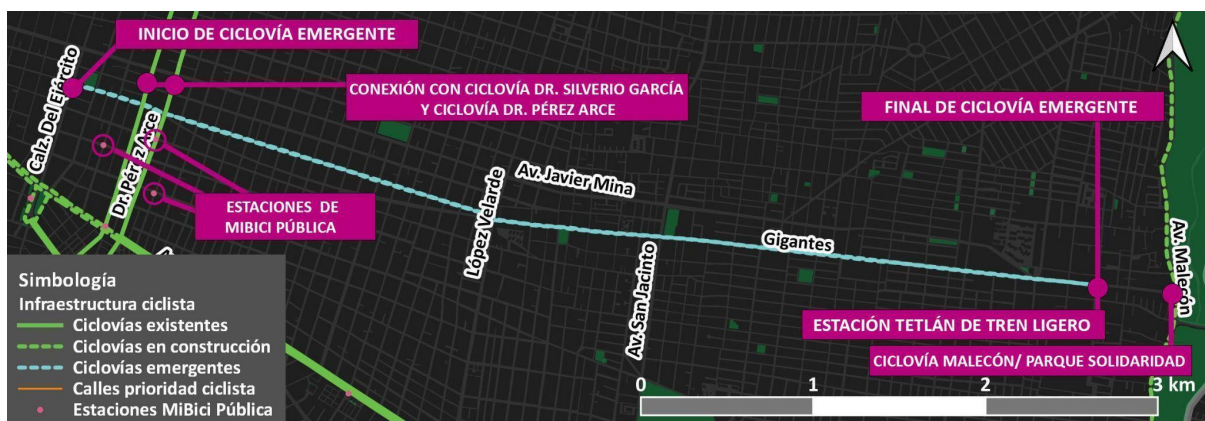 INICIO DE CICLOVÍA EMERGENTE
Calz. Del Ejército
CONEXIÓN CON CICLOVÍA DR. SILVERIO GARCÍA
Y CICLOVÍA DR. PÉREZ ARCE
FINAL DE CICLOVÍA EMERGENTE
Dr. Pérez Arce
Av. Javier Mina
ESTACIONES DE
MIBICI PÚBLICA
López Velarde
Gigantes
Av. San Jacinto
Av. Malecón
Simbología
Infraestructura ciclista
Ciclovías existentes
Ciclovías en construcción
Ciclovías emergentes
Calles prioridad ciclista
Estaciones MiBici Pública
ESTACIÓN TETLÁN DE TREN LIGERO
CICLOVÍA MALECÓN/ PARQUE SOLIDARIDAD
0 1 2 3 km